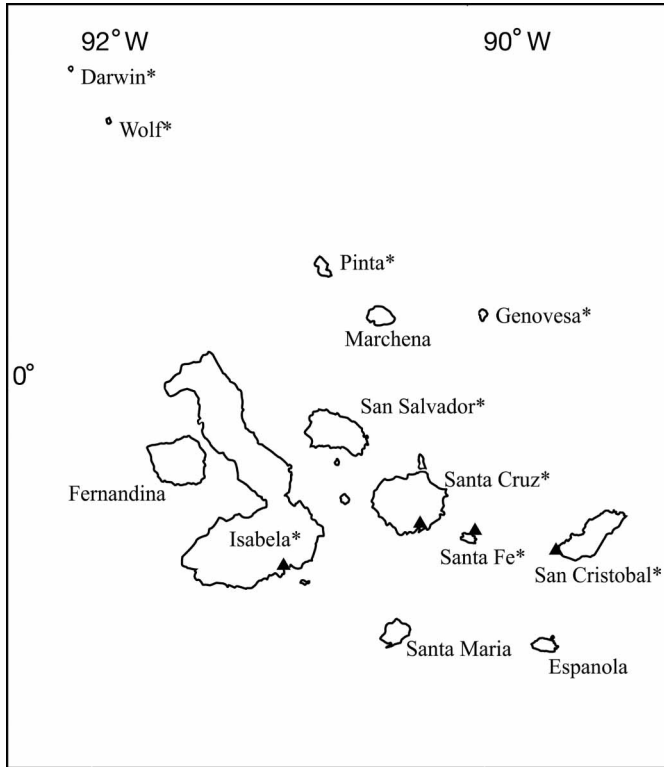 92° W
90° W
Darwin*
Wolf*
Pinta*
Genovesa*
Marchena
0°
San Salvador*
Santa Cruz*
Fernandina
Isabela*
Santa Fe*
San Cristobal*
Santa Maria
Espanola